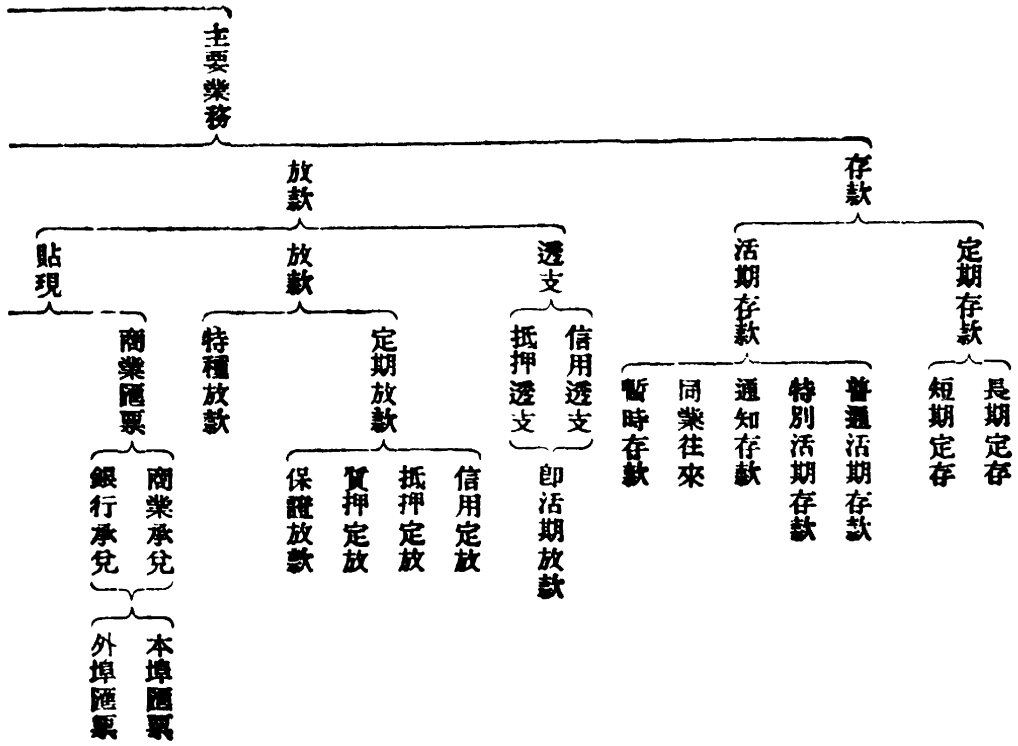 主要業務
存款
定期存款
長期定存
短期定存
活期存款
普通活期存款
特別活期存款
通知存款
同業往來
暫時存款
放款
透支
信用透支
抵押透支
卽活期放款
放款
定期放款
信用定放
抵押定放
質押定放
保證放款
特種放款
貼現
商業匯票
商業承兌
銀行承兌
本埠匯票
外埠匯票